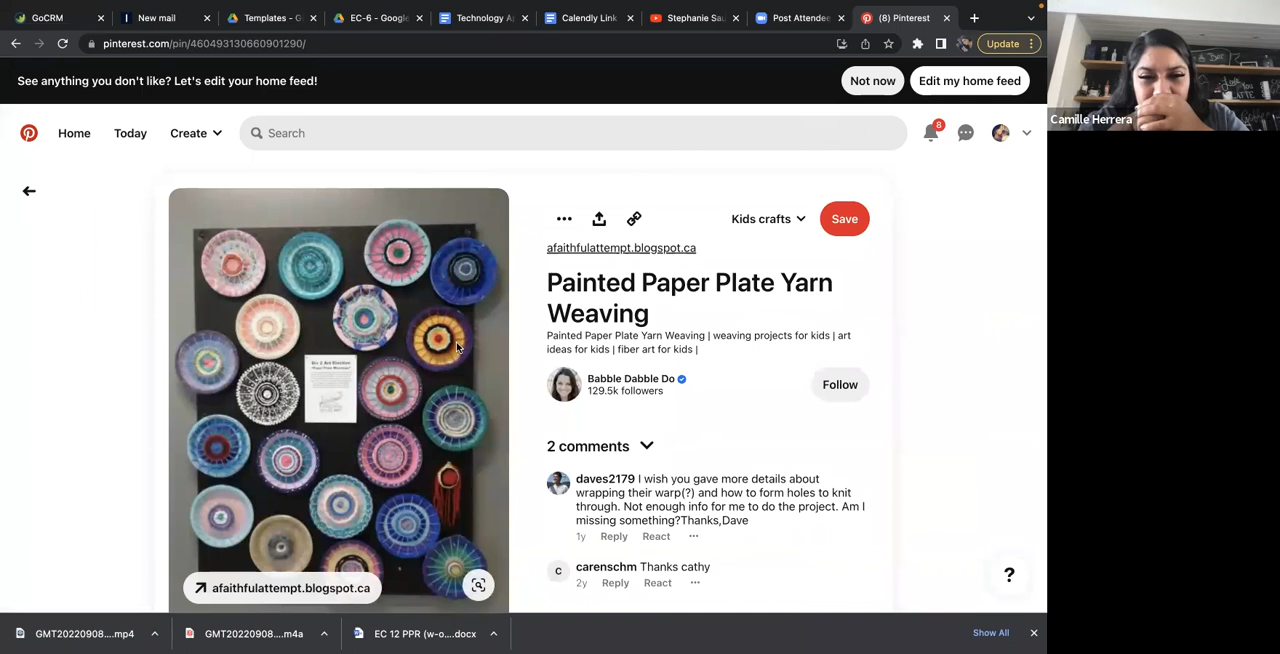 GoCRM
New mail
Templates - G
EC-6 - Google
Technology A
Calendly Link
Stephanie Sau
Post Attendee
(8) Pinterest
pinterest.com/pin/460493130660901290/
Update
See anything you don't like? Let's edit your home feed!
Not now
Edit my home feed
Camille Herrera
Home
Today
Create
Search
8
Kids crafts
Save
afaithfulattempt.blogspot.ca
Painted Paper Plate Yarn
Weaving
Painted Paper Plate Yarn Weaving | weaving projects for kids | art
ideas for kids | fiber art for kids |
Babble Dabble Do
129.5k followers
Follow
2 comments
daves2179 I wish you gave more details about
wrapping their warp(?) and how to form holes to knit
through. Not enough info for me to do the project. Am I
missing something?Thanks,Dave
1y Reply React
C
carenschm Thanks cathy
2y Reply React
afaithfulattempt.blogspot.ca
?
GMT20220908....mp4
GMT20220908....m4a
EC 12 PPR (w-o....docx
Show All